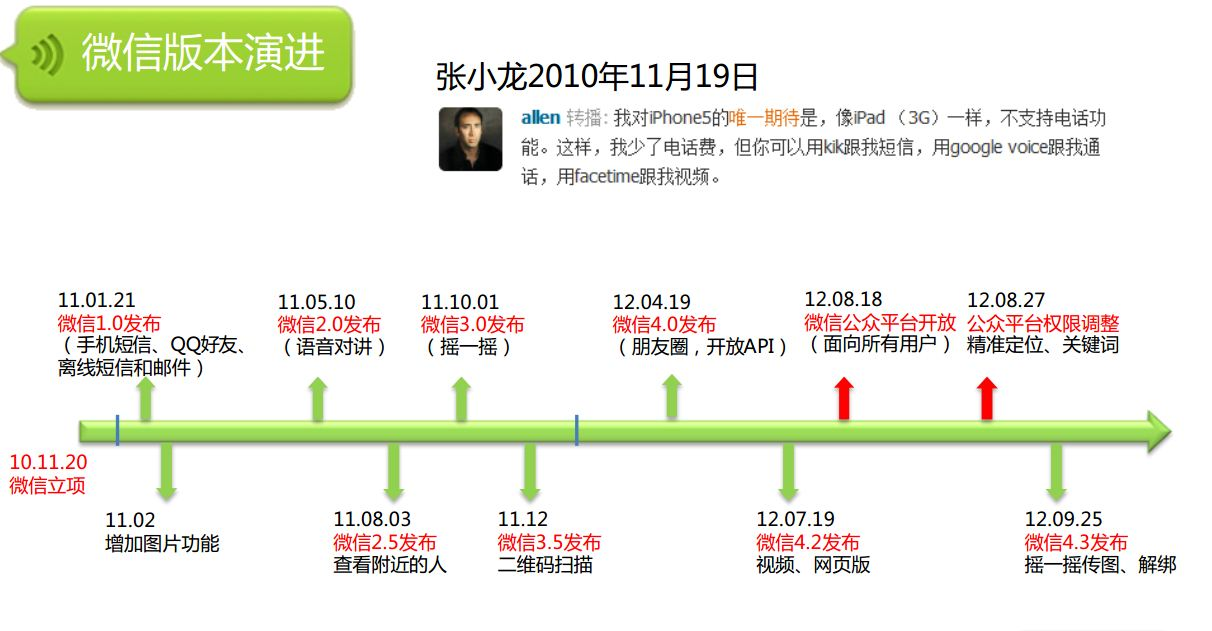 微信版本演进
张小龙2010年11月19日
allen 转播: 我对iPhone5的唯一期待是，像iPad （3G）一样，不支持电话功
能。这样，我少了电话费，但你可以用kik跟我短信，用google voice跟我通
话，用facetime跟我视频。
11.01.21
微信1.0发布
（手机短信、QQ好友、
离线短信和邮件）
11.05.10
微信2.0发布
（语音对讲）
11.10.01
微信3.0发布
（摇一摇）
12.04.19
微信4.0发布
（朋友圈，开放API）
12.08.18
微信公众平台开放
（面向所有用户）
12.08.27
公众平台权限调整
精准定位、关键词
10.11.20
微信立项
11.02
增加图片功能
11.08.03
微信2.5发布
查看附近的人
11.12
微信3.5发布
二维码扫描
12.07.19
微信4.2发布
视频、网页版
12.09.25
微信4.3发布
摇一摇传图、解绑